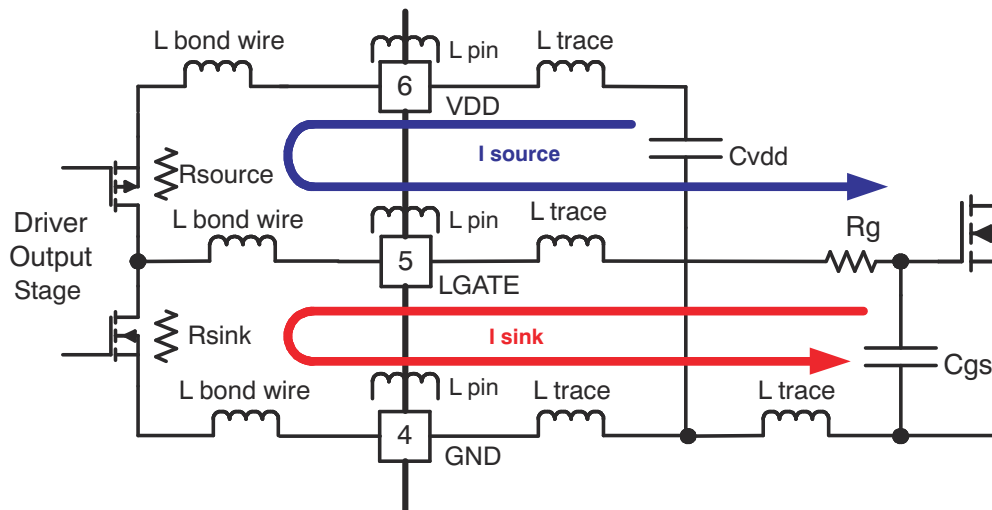 L bond wire
L pin
L trace
6
VDD
I source
Cvdd
Rsource
L bond wire
L pin
L trace
Rg
Driver
Output
Stage
5
LGATE
Rsink
I sink
L bond wire
L pin
L trace
L trace
Cgs
4
GND